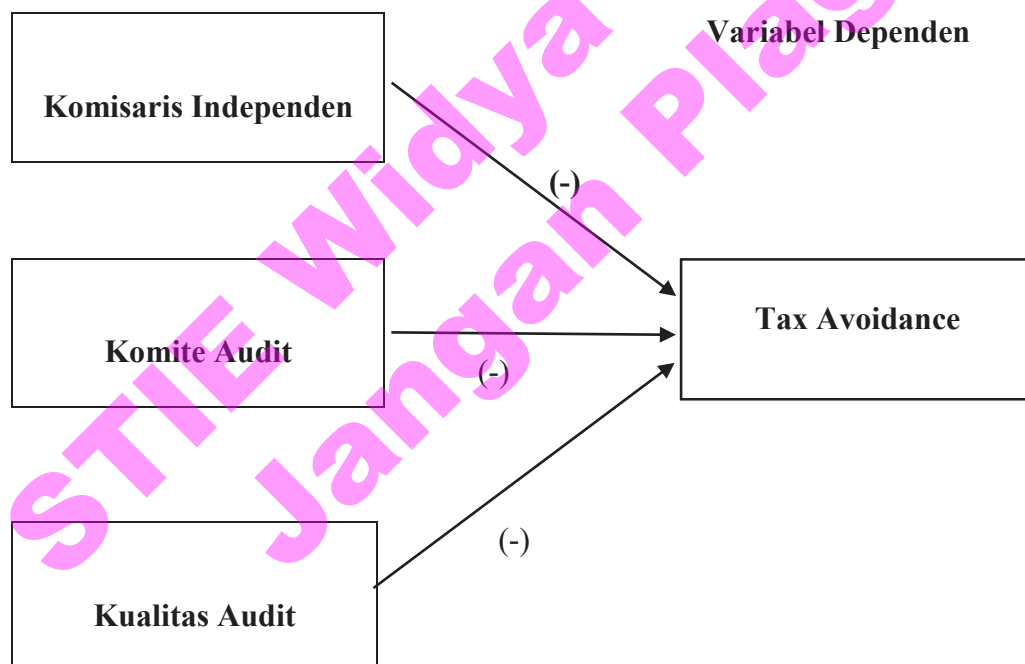 Variabel Dependen
Komisaris Independen
(-)
Tax Avoidance
Komite Audit
(-)
(-)
Kualitas Audit
STIE Widya
Jangan Plag